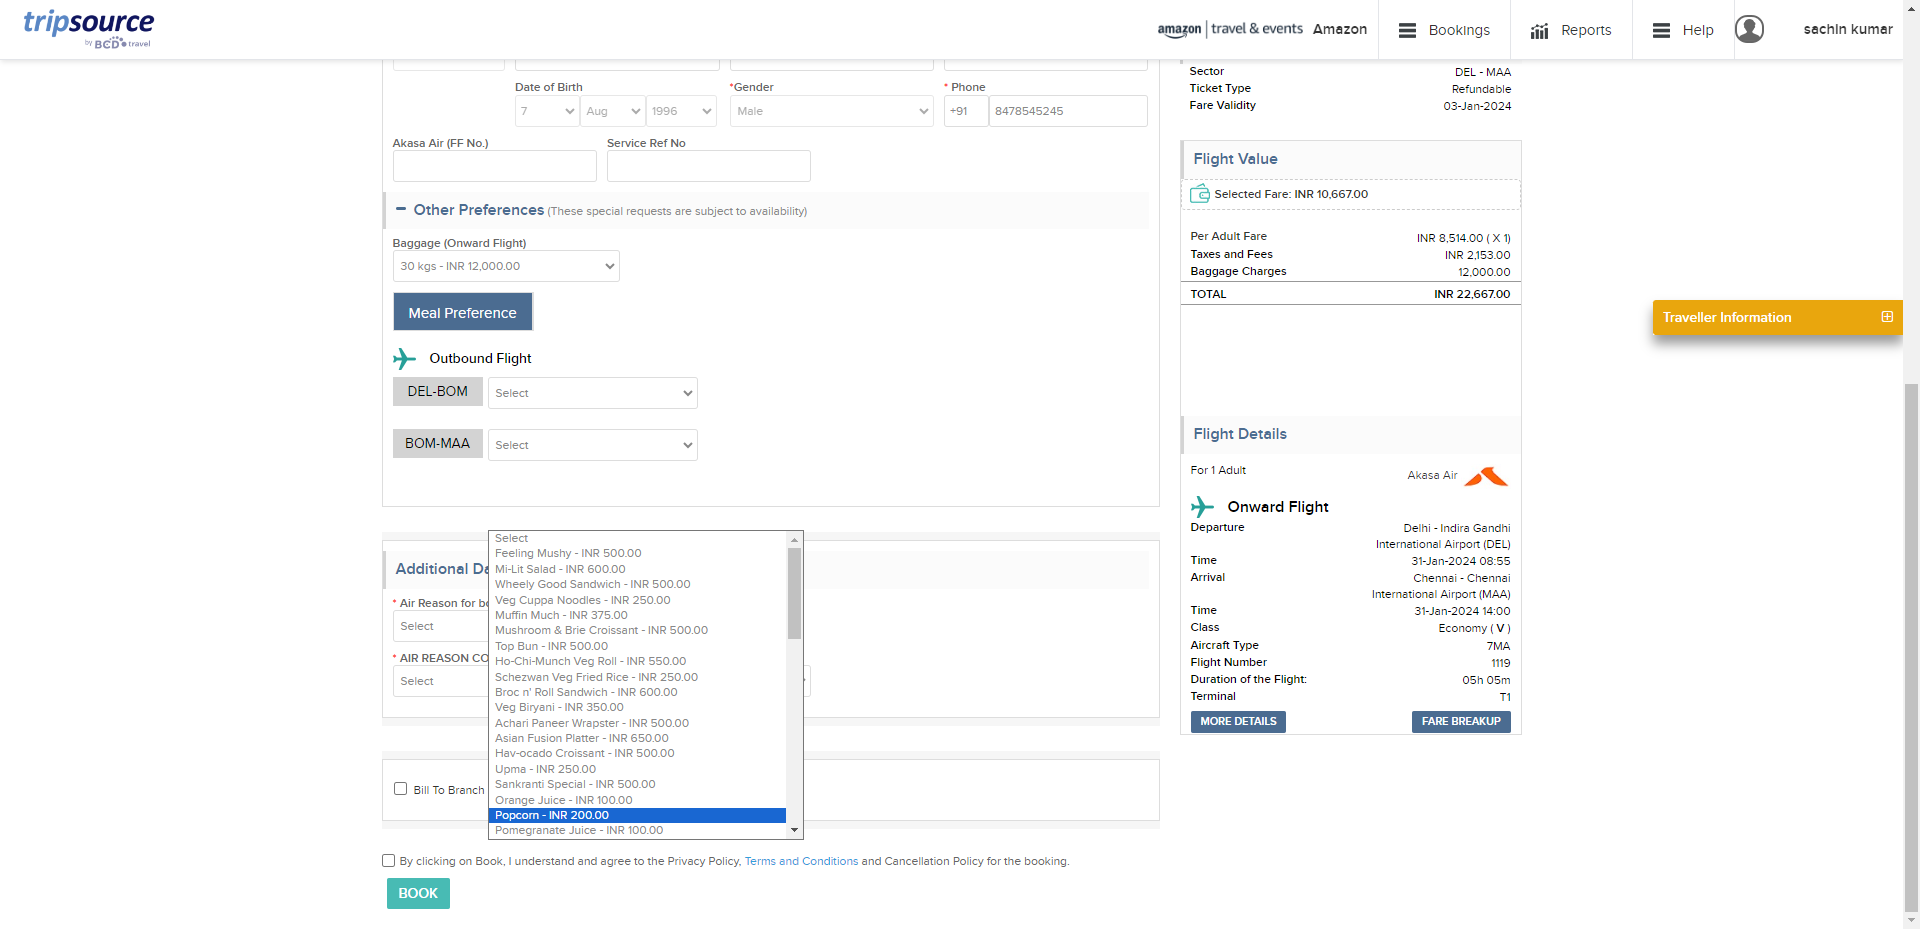 tripsource
by BCD travel
amazon | travel & events Amazon
Bookings
Reports
Help
sachin kumar
Date of Birth
*Gender
* Phone
7
Aug
1996
Male
+91
8478545245
Akasa Air (FF No.)
Service Ref No
Other Preferences (These special requests are subject to availability)
Baggage (Onward Flight)
30 kgs - INR 12,000.00
Meal Preference
Outbound Flight
DEL-BOM
Select
BOM-MAA
Select
Select
Feeling Mushy - INR 500.00
Mi-Lit Salad - INR 600.00
Wheely Good Sandwich - INR 500.00
Veg Cuppa Noodles - INR 250.00
Muffin Much - INR 375.00
Mushroom & Brie Croissant - INR 500.00
Top Bun - INR 500.00
Ho-Chi-Munch Veg Roll - INR 550.00
Schezwan Veg Fried Rice - INR 250.00
Broc n' Roll Sandwich - INR 600.00
Veg Biryani - INR 350.00
Achari Paneer Wrapster - INR 500.00
Asian Fusion Platter - INR 650.00
Hav-ocado Croissant - INR 500.00
Upma - INR 250.00
Sankranti Special - INR 500.00
Orange Juice - INR 100.00
Popcorn - INR 200.00
Pomegranate Juice - INR 100.00
Additional Da
* Air Reason for bo
Select
* AIR REASON CO
Select
Bill To Branch
By clicking on Book, I understand and agree to the Privacy Policy, Terms and Conditions and Cancellation Policy for the booking.
BOOK
Sector DEL - MAA
Ticket Type Refundable
Fare Validity 03-Jan-2024
Flight Value
Selected Fare: INR 10,667.00
Per Adult Fare INR 8,514.00 ( X 1)
Taxes and Fees INR 2,153.00
Baggage Charges 12,000.00
TOTAL INR 22,667.00
Traveller Information
Flight Details
For 1 Adult
Akasa Air
Onward Flight
Departure Delhi - Indira Gandhi
International Airport (DEL)
Time 31-Jan-2024 08:55
Arrival Chennai - Chennai
International Airport (MAA)
Time 31-Jan-2024 14:00
Class Economy ( V )
Aircraft Type 7MA
Flight Number 1119
Duration of the Flight: 05h 05m
Terminal T1
MORE DETAILS
FARE BREAKUP